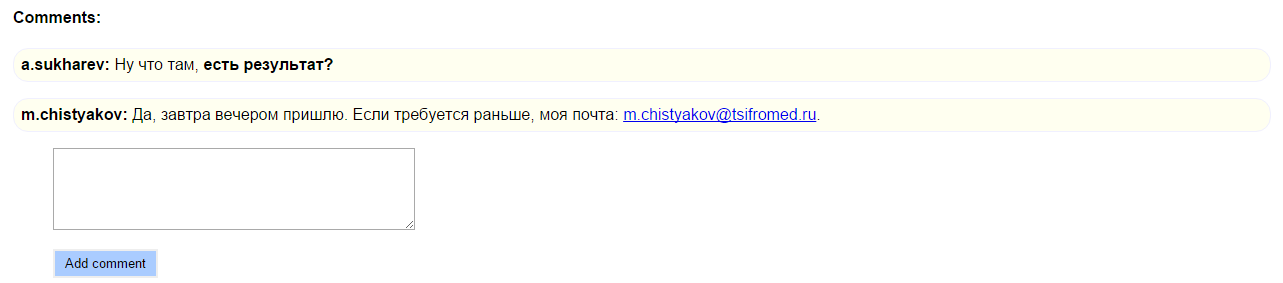 Comments:
a.sukharev: Ну что там, есть результат?
m.chistyakov: Да, завтра вечером пришлю. Если требуется раньше, моя почта: m.chistyakov@tsifromed.ru.
Add comment